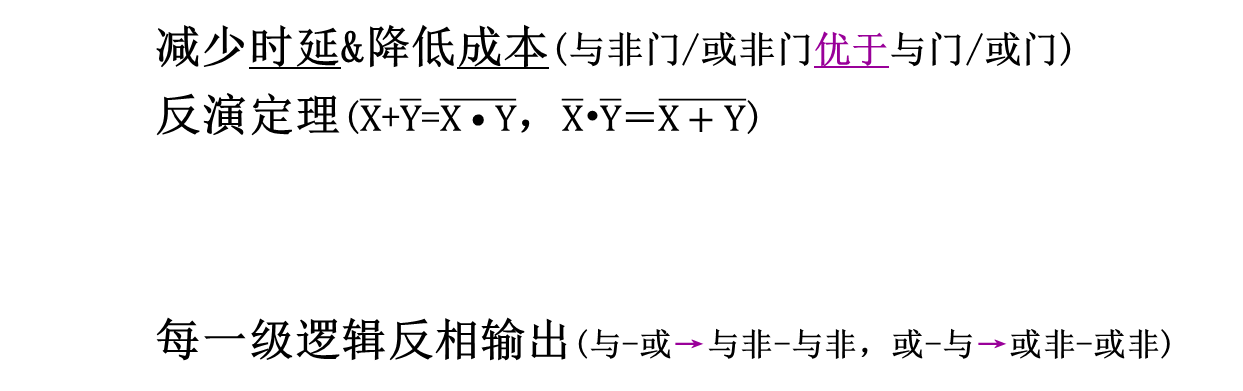 减少时延&降低成本(与非门/或非门优于与门/或门)
反演定理(X̅+Y̅=X̅ ̅•̅ ̅Y̅，X̅•Y̅=X̅ ̅+̅ ̅Y̅)
每一级逻辑反相输出(与-或→与非-与非，或-与→或非-或非)